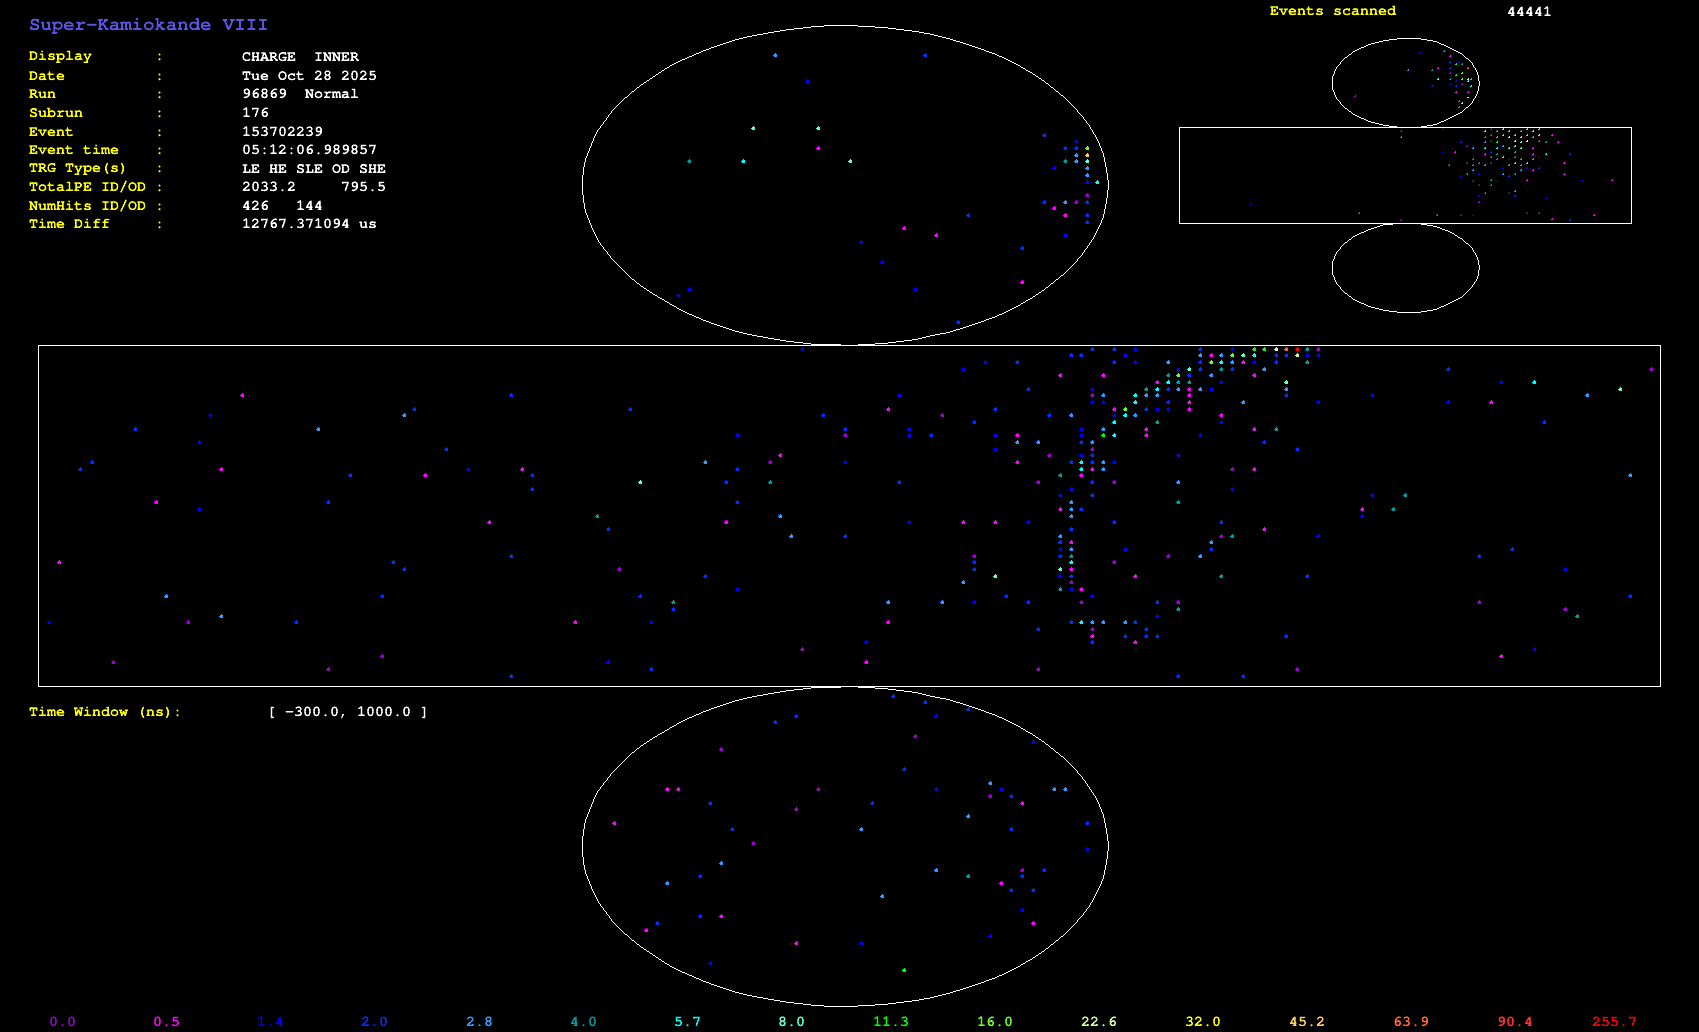 Super-Kamiokande VIII
Events scanned 44441
Display : CHARGE INNER
Date : Tue Oct 28 2025
Run : 96869 Normal
Subrun : 176
Event : 153702239
Event time : 05:12:06.989857
TRG Type(s) : LE HE SLE OD SHE
TotalPE ID/OD : 2033.2 795.5
NumHits ID/OD : 426 144
Time Diff : 12767.371094 us
Time Window (ns): [ -300.0, 1000.0 ]
0.0 0.5 1.4 2.0 2.8 4.0 5.7 8.0 11.3 16.0 22.6 32.0 45.2 63.9 90.4 255.7